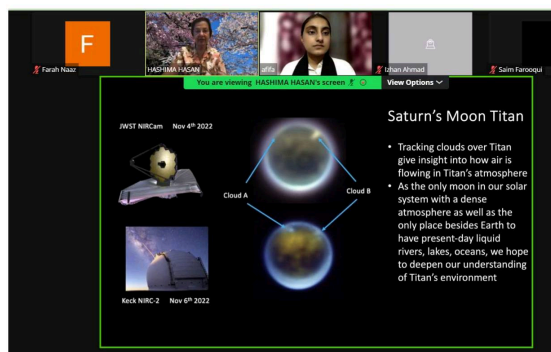 F
Farah Naaz
HASHIMA HASAN
afifa
Izhan Ahmad
Saim Farooqui
You are viewing HASHIMA HASAN's screen
View Options
Saturn's Moon Titan
JWST NIRCam Nov 4th 2022
Cloud A
Cloud B
Keck NIRC-2 Nov 6th 2022
• Tracking clouds over Titan
give insight into how air is
flowing in Titan's atmosphere
• As the only moon in our solar
system with a dense
atmosphere as well as the
only place besides Earth to
have present-day liquid
rivers, lakes, oceans, we hope
to deepen our understanding
of Titan's environment